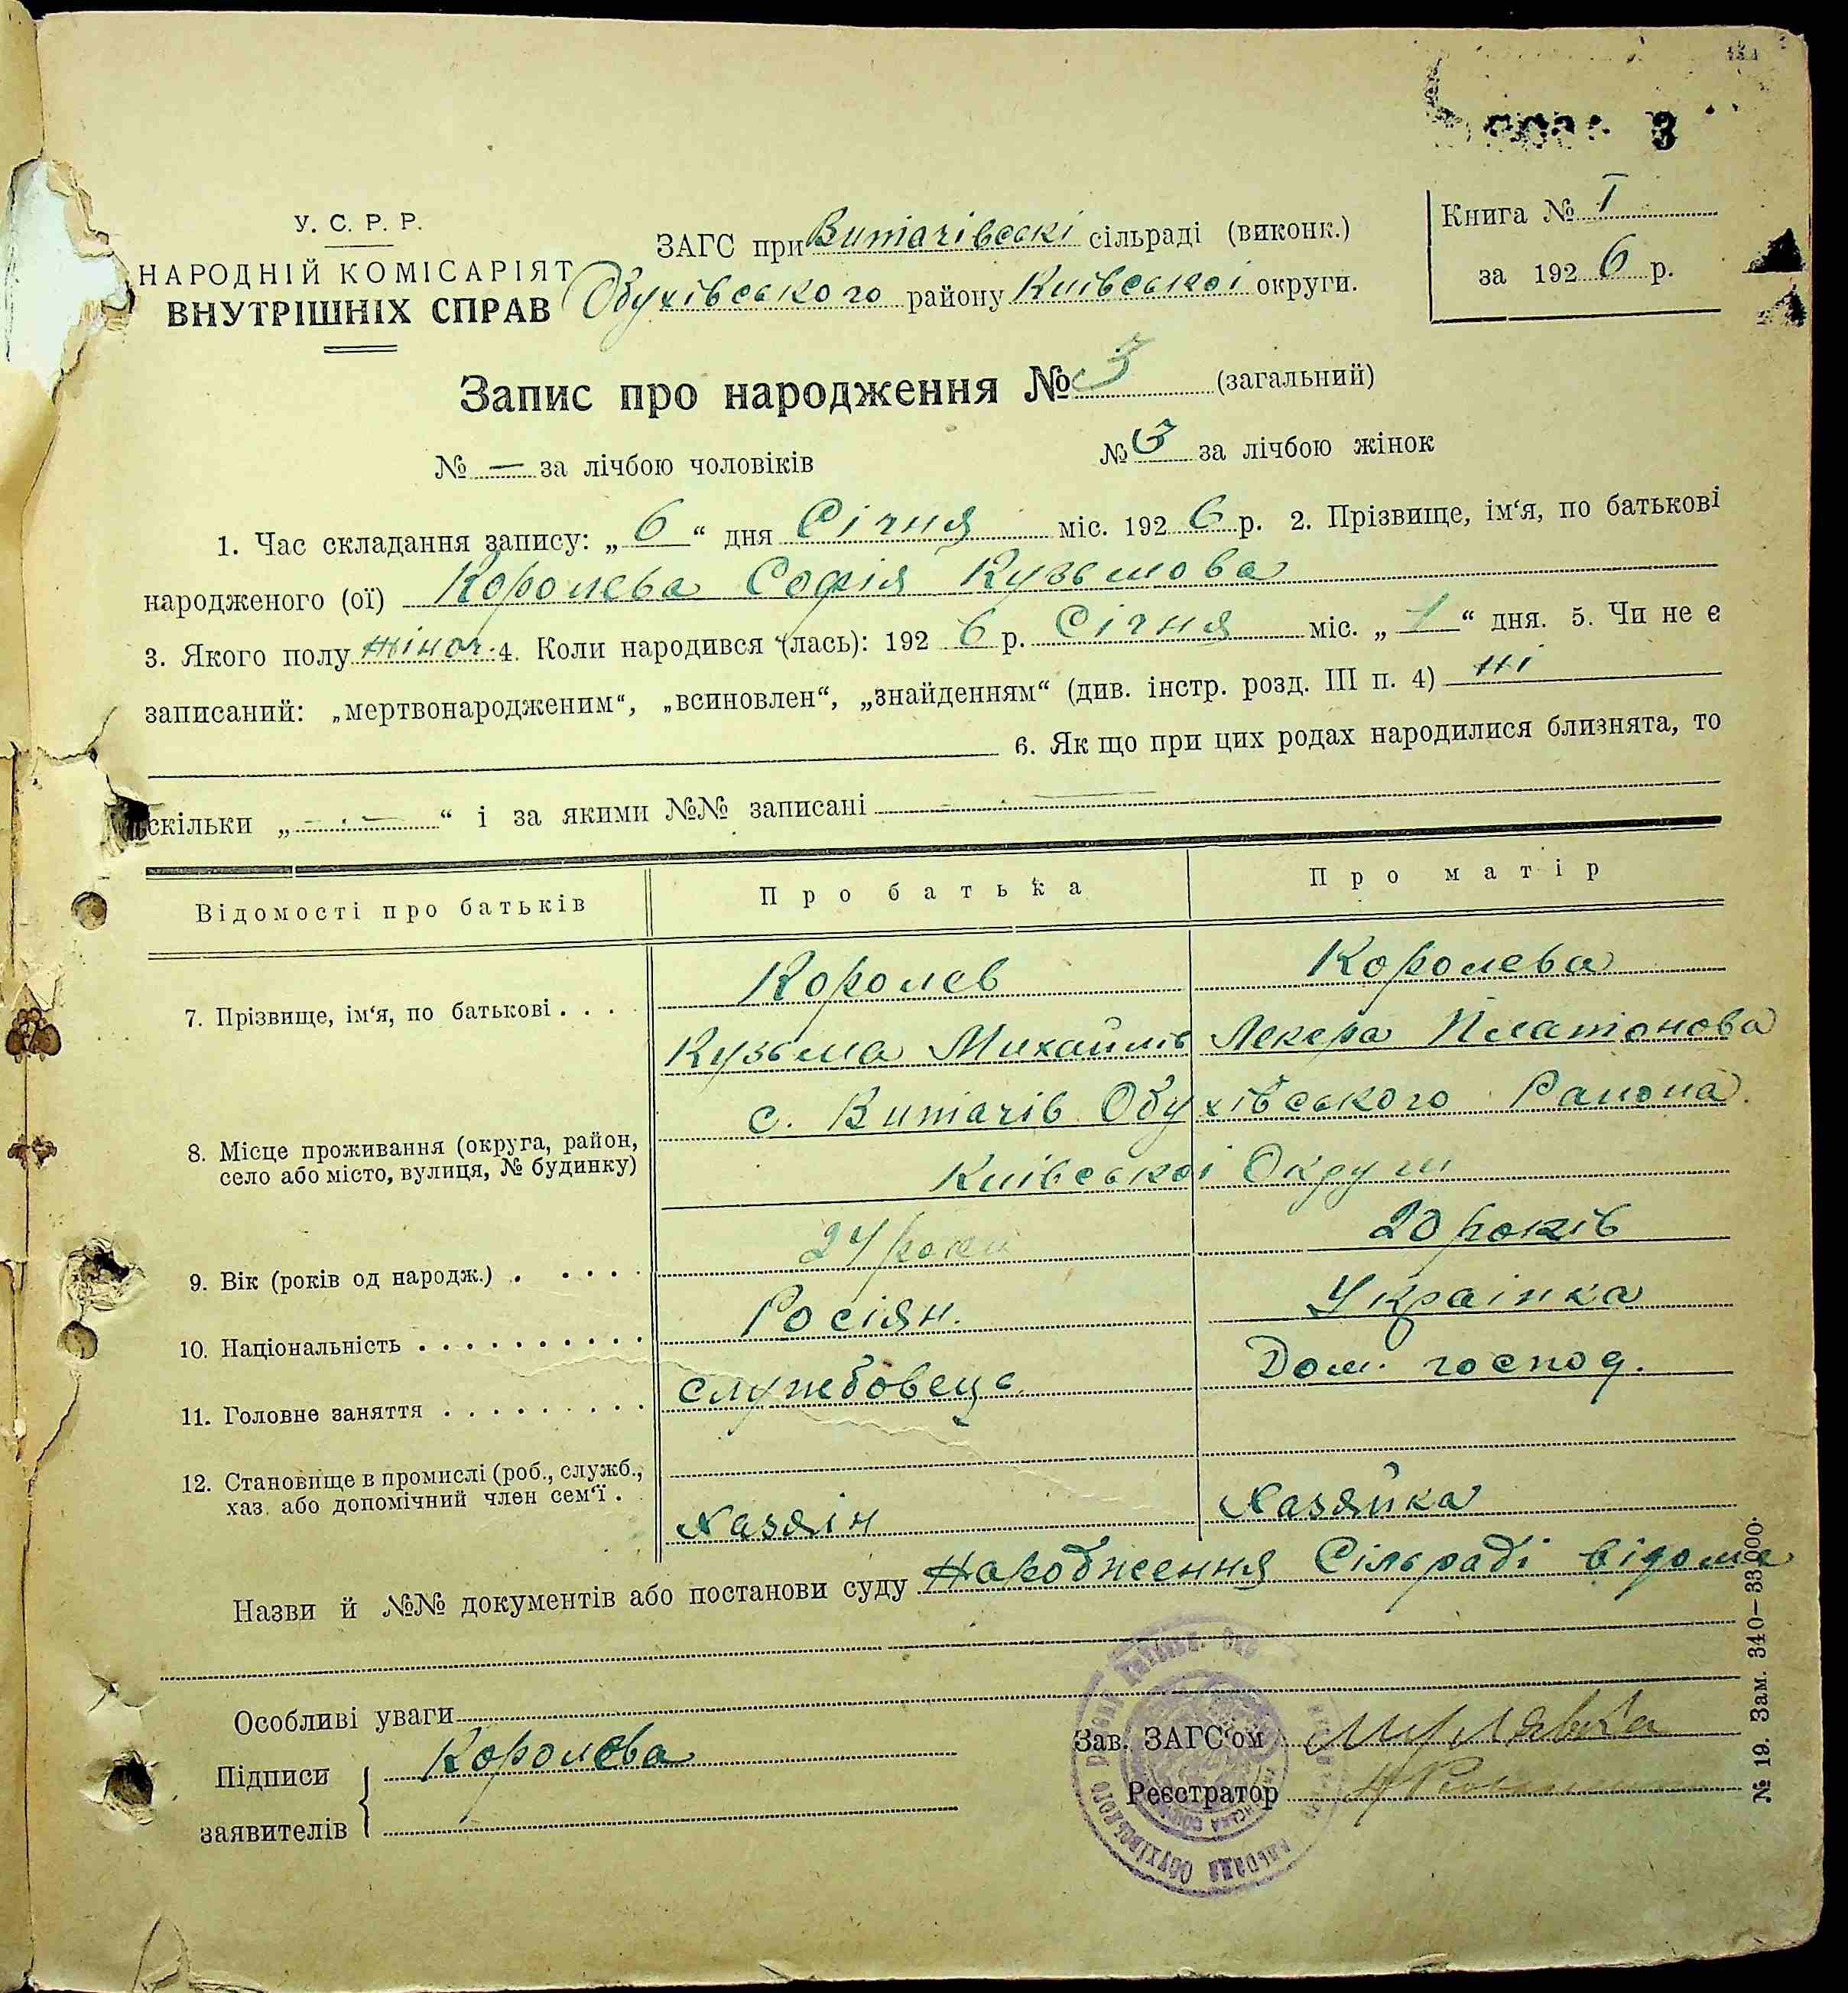 3
У. С. Р. Р.
НАРОДНІЙ КОМІСАРІЯТ
ВНУТРІШНІХ СПРАВ
ЗАГС при Витачівські сільраді (виконк.)
Обухівського району Київської округи.
Книга № I
за 1926 р.
Запис про народження № 3 (загальний)
№ — за лічбою чоловіків № 3 за лічбою жінок
1. Час складання запису: „6“ дня Січня міс. 1926 р. 2. Прізвище, ім‘я, по батькові
народженого (ої) Королева Софія Кузьмова
3. Якого полу жіноч. 4. Коли народився (лась): 1926 р. Січня міс. „1“ дня. 5. Чи не є
записаний: „мертвонародженим“, „всиновлен“, „знайденням“ (див. інстр. розд. III п. 4) ні
6. Як що при цих родах народилися близнята, то
скільки „ — “ і за якими №№ записані —
Відомості про батьків Про батька Про матір
7. Прізвище, ім‘я, по батькові . . . . Королев Королева
Кузьма Михайлів Лекера Платонова
8. Місце проживання (округа, район, с. Витачів Обухівського Района
село або місто, вулиця, № будинку) Київської Округи
9. Вік (років од народж.) . . . . . 24 роки 20 років
10. Національність . . . . . . . . . . Росіян. Українка
11. Головне заняття . . . . . . . . . службовець Дом. господ.
12. Становище в промислі (роб., служб.,
хаз. або допомічний член сем‘ї . Хазяїн Хазяйка
Назви й №№ документів або постанови суду Народження Сільраді відоме
Особливі уваги
Підписи заявителів Королева
Зав. ЗАГС‘ом
Реєстратор
№ 19. Зам. 340—33.000.